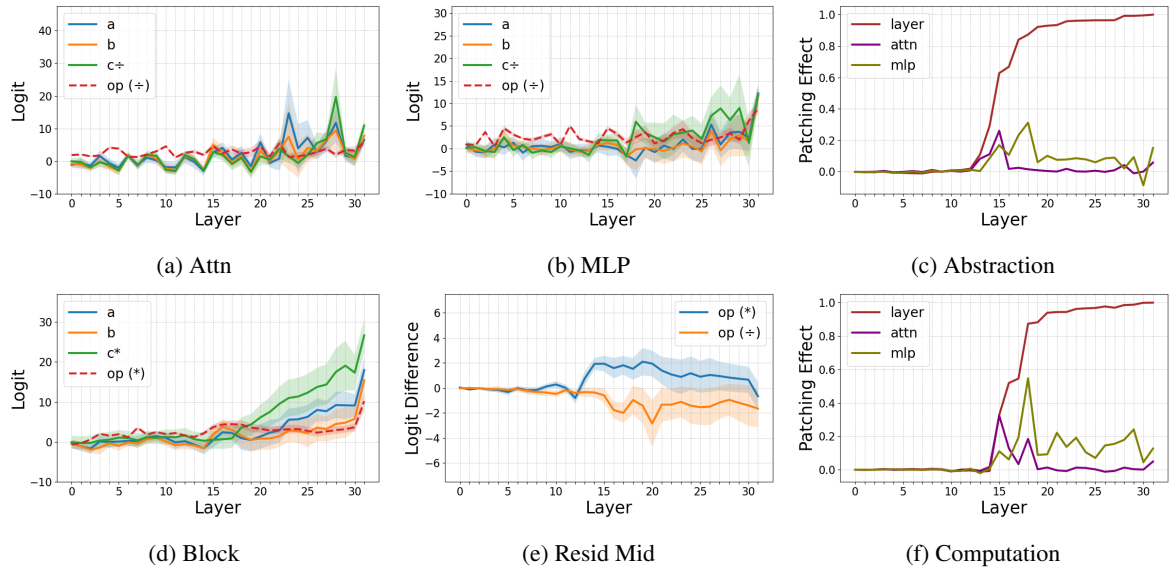 40
30
20
10
0
−10
Logit
a
b
c÷
op (÷)
0 5 10 15 20 25 30
Layer
(a) Attn
30
25
20
15
10
5
0
−5
−10
Logit
a
b
c÷
op (÷)
0 5 10 15 20 25 30
Layer
(b) MLP
1.0
0.8
0.6
0.4
0.2
0.0
Patching Effect
layer
attn
mlp
0 5 10 15 20 25 30
Layer
(c) Abstraction
30
20
10
0
−10
Logit
a
b
c*
op (*)
0 5 10 15 20 25 30
Layer
(d) Block
6
4
2
0
−2
−4
−6
Logit Difference
op (*)
op (÷)
0 5 10 15 20 25 30
Layer
(e) Resid Mid
1.0
0.8
0.6
0.4
0.2
0.0
Patching Effect
layer
attn
mlp
0 5 10 15 20 25 30
Layer
(f) Computation